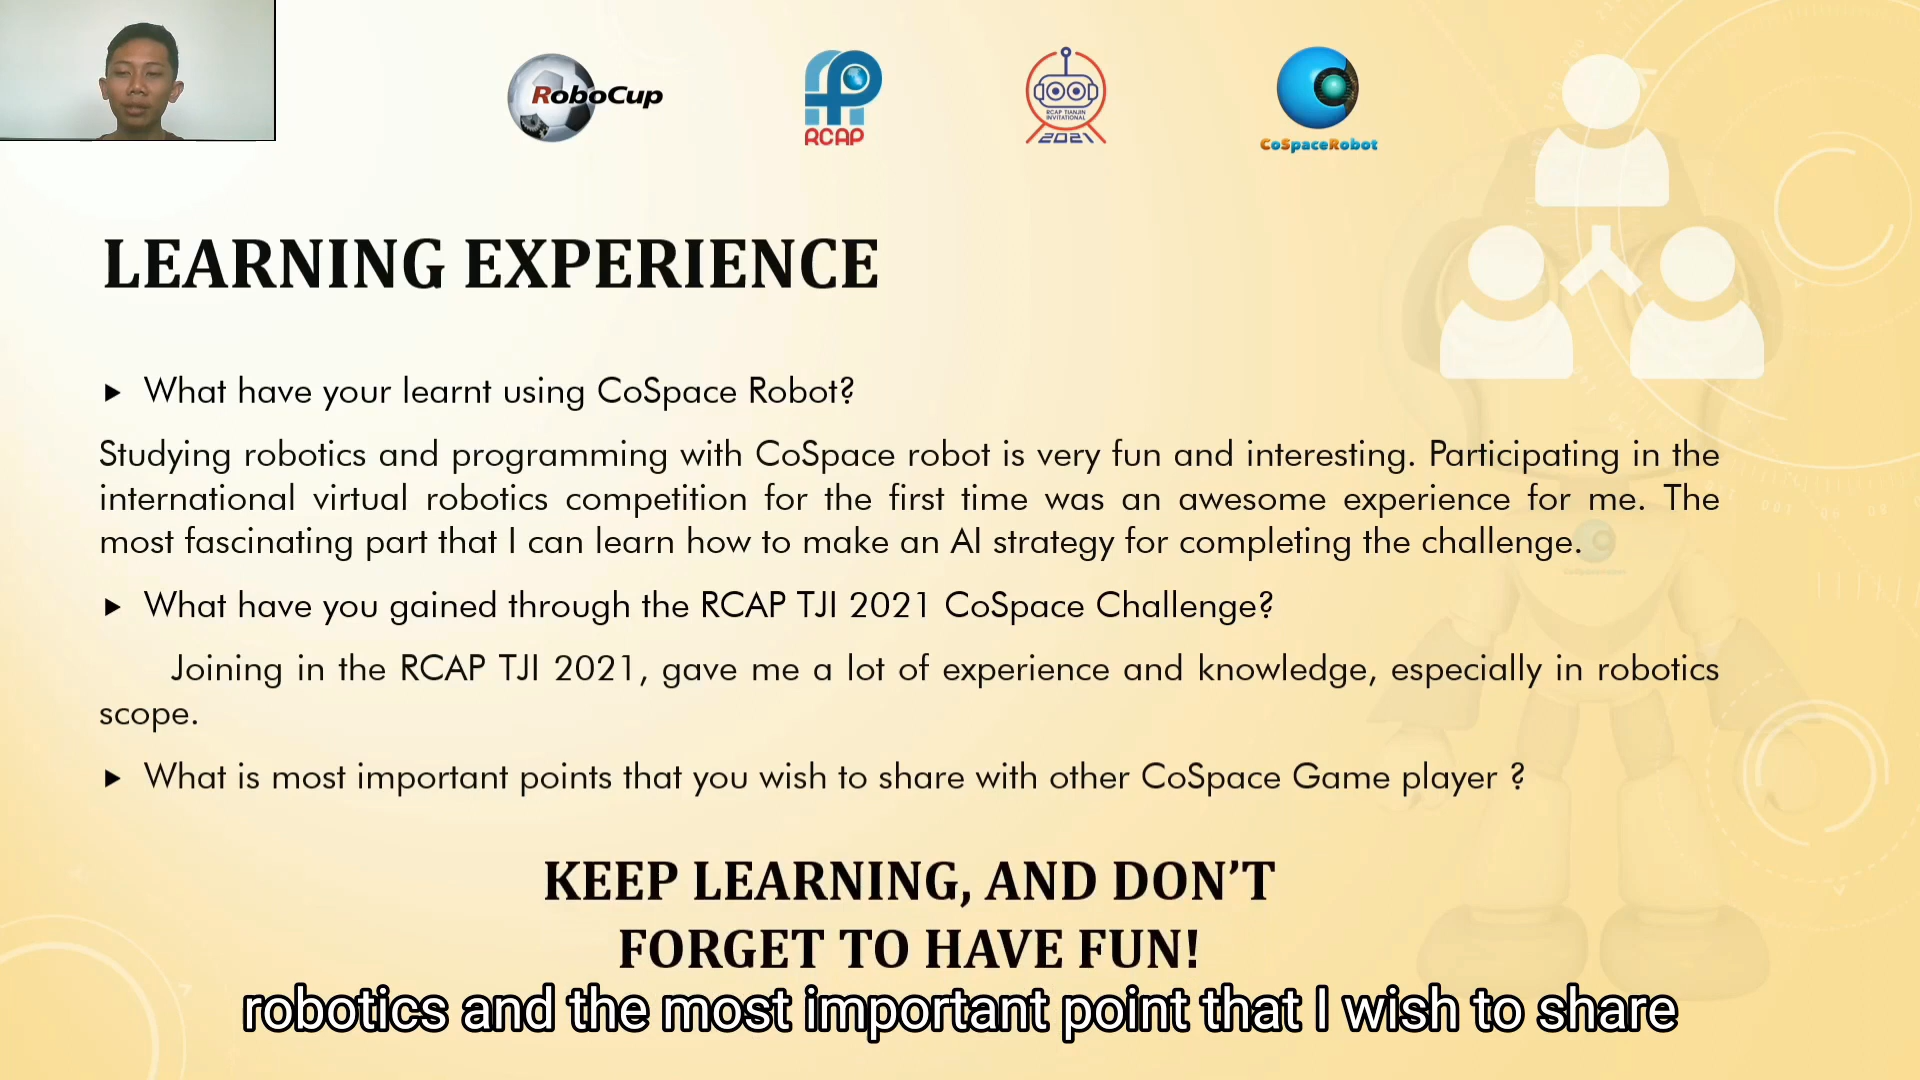 RoboCup
RCAP
RCAP TIANJIN
INVITATIONAL
2021
CoSpaceRobot
LEARNING EXPERIENCE
What have your learnt using CoSpace Robot?
Studying robotics and programming with CoSpace robot is very fun and interesting. Participating in the
international virtual robotics competition for the first time was an awesome experience for me. The
most fascinating part that I can learn how to make an AI strategy for completing the challenge.
What have you gained through the RCAP TJI 2021 CoSpace Challenge?
Joining in the RCAP TJI 2021, gave me a lot of experience and knowledge, especially in robotics
scope.
What is most important points that you wish to share with other CoSpace Game player ?
KEEP LEARNING, AND DON’T
FORGET TO HAVE FUN!
robotics and the most important point that I wish to share